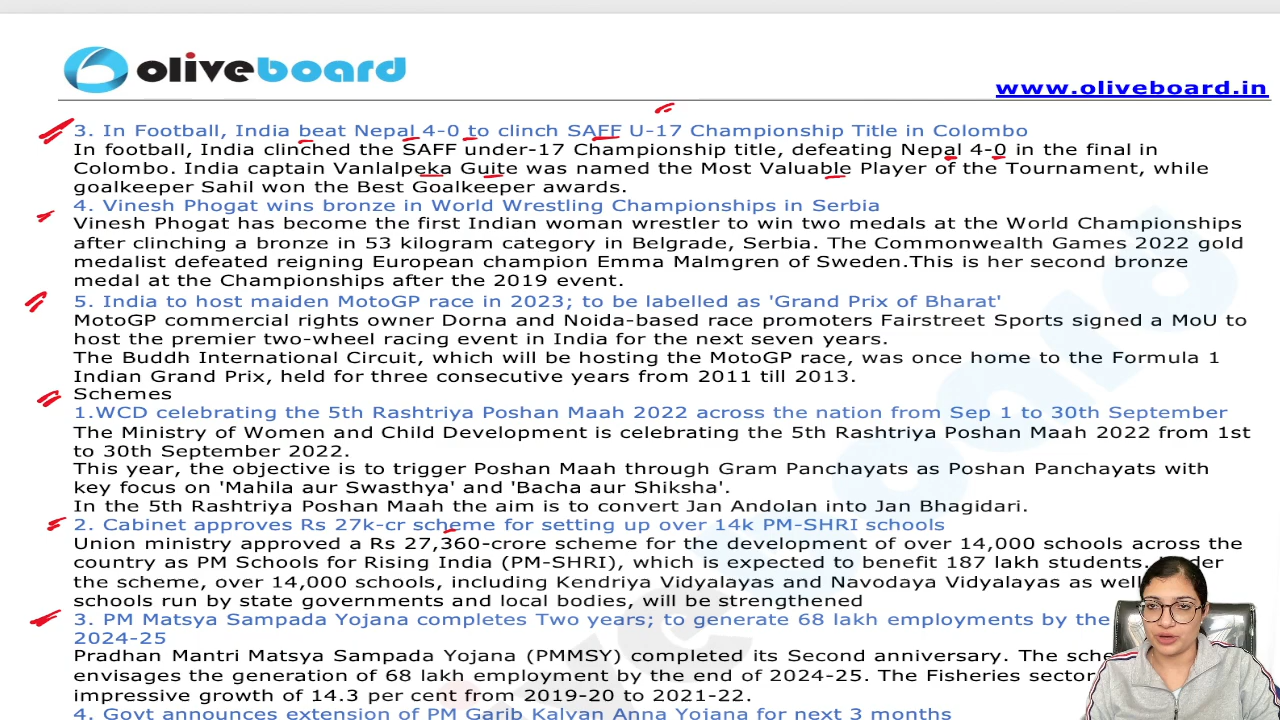 oliveboard
www.oliveboard.in
3. In Football, India beat Nepal 4-0 to clinch SAFF U-17 Championship Title in Colombo
In football, India clinched the SAFF under-17 Championship title, defeating Nepal 4-0 in the final in
Colombo. India captain Vanlalpeka Guite was named the Most Valuable Player of the Tournament, while
goalkeeper Sahil won the Best Goalkeeper awards.
4. Vinesh Phogat wins bronze in World Wrestling Championships in Serbia
Vinesh Phogat has become the first Indian woman wrestler to win two medals at the World Championships
after clinching a bronze in 53 kilogram category in Belgrade, Serbia. The Commonwealth Games 2022 gold
medalist defeated reigning European champion Emma Malmgren of Sweden.This is her second bronze
medal at the Championships after the 2019 event.
5. India to host maiden MotoGP race in 2023; to be labelled as 'Grand Prix of Bharat'
MotoGP commercial rights owner Dorna and Noida-based race promoters Fairstreet Sports signed a MoU to
host the premier two-wheel racing event in India for the next seven years.
The Buddh International Circuit, which will be hosting the MotoGP race, was once home to the Formula 1
Indian Grand Prix, held for three consecutive years from 2011 till 2013.
Schemes
1.WCD celebrating the 5th Rashtriya Poshan Maah 2022 across the nation from Sep 1 to 30th September
The Ministry of Women and Child Development is celebrating the 5th Rashtriya Poshan Maah 2022 from 1st
to 30th September 2022.
This year, the objective is to trigger Poshan Maah through Gram Panchayats as Poshan Panchayats with
key focus on 'Mahila aur Swasthya' and 'Bacha aur Shiksha'.
In the 5th Rashtriya Poshan Maah the aim is to convert Jan Andolan into Jan Bhagidari.
2. Cabinet approves Rs 27k-cr scheme for setting up over 14k PM-SHRI schools
Union ministry approved a Rs 27,360-crore scheme for the development of over 14,000 schools across the
country as PM Schools for Rising India (PM-SHRI), which is expected to benefit 187 lakh students.
the scheme, over 14,000 schools, including Kendriya Vidyalayas and Navodaya Vidyalayas as well
schools run by state governments and local bodies, will be strengthened
3. PM Matsya Sampada Yojana completes Two years; to generate 68 lakh employments by the
2024-25
Pradhan Mantri Matsya Sampada Yojana (PMMSY) completed its Second anniversary. The
envisages the generation of 68 lakh employment by the end of 2024-25. The Fisheries sector
impressive growth of 14.3 per cent from 2019-20 to 2021-22.
4. Govt announces extension of PM Garib Kalyan Anna Yojana for next 3 months